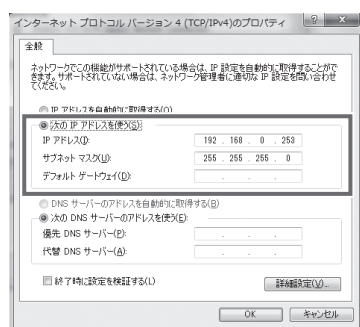 インターネット プロトコル バージョン 4 (TCP/IPv4)のプロパティ
全般
ネットワークでこの機能がサポートされている場合は、IP 設定を自動的に取得することがで
きます。サポートされていない場合は、ネットワーク管理者に適切な IP 設定を問い合わせ
てください。
IP アドレスを自動的に取得する(O)
次の IP アドレスを使う(S):
IP アドレス(I): 192 . 168 . 0 . 253
サブネット マスク(U): 255 . 255 . 255 . 0
デフォルト ゲートウェイ(D): . . .
DNS サーバーのアドレスを自動的に取得する(B)
次の DNS サーバーのアドレスを使う(E):
優先 DNS サーバー(P): . . .
代替 DNS サーバー(A): . . .
終了時に設定を検証する(L)
詳細設定(V)...
OK キャンセル